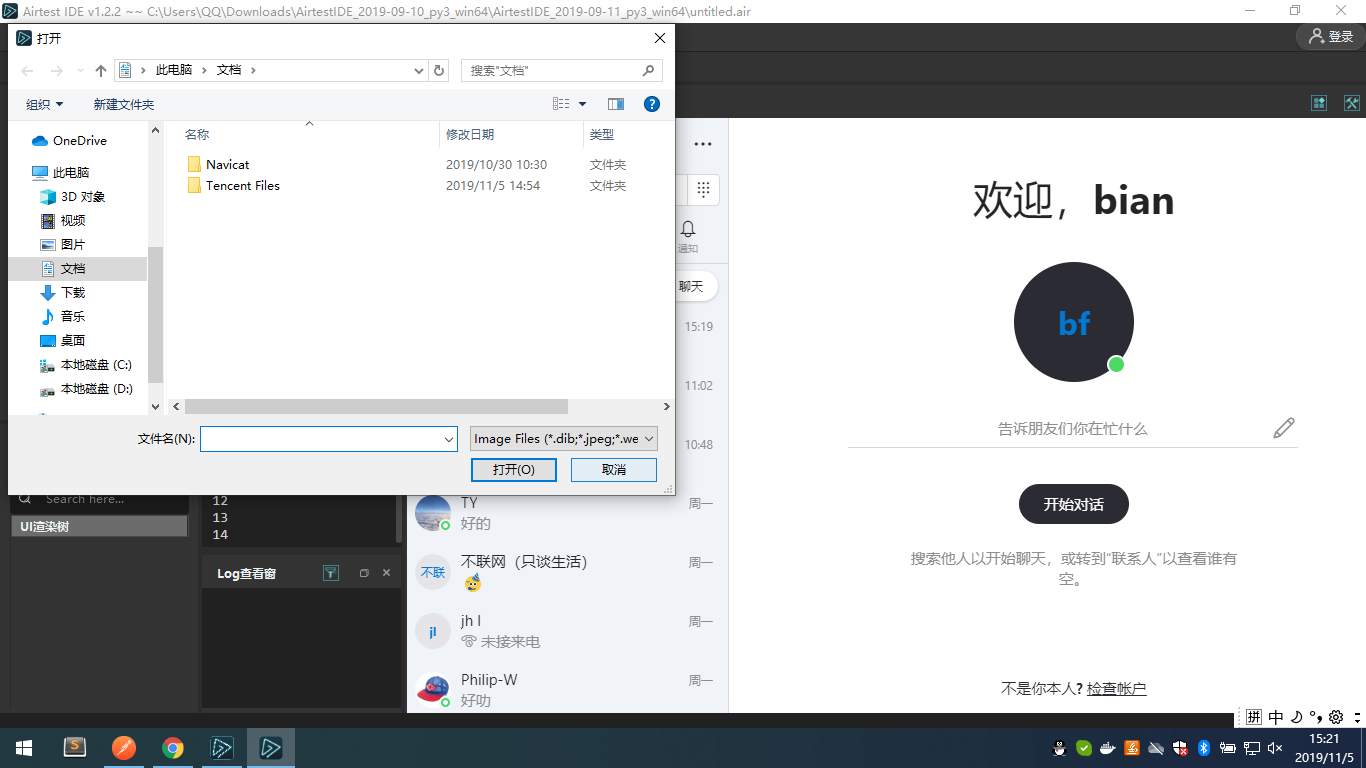 Airtest IDE v1.2.2 ~~ C:\Users\QQ\Downloads\AirtestIDE_2019-09-10_py3_win64\AirtestIDE_2019-09-11_py3_win64\untitled.air
打开
登录
此电脑 文档
搜索"文档"
组织 新建文件夹
OneDrive
此电脑
3D 对象
视频
图片
文档
下载
音乐
桌面
本地磁盘 (C:)
本地磁盘 (D:)
名称 修改日期 类型
Navicat 2019/10/30 10:30 文件夹
Tencent Files 2019/11/5 14:54 文件夹
文件名(N):
Image Files (*.dib;*.jpeg;*.we
打开(O) 取消
Search here...
UI渲染树
12
13
14
Log查看窗
通知
聊天
15:19
11:02
10:48
TY 周一
好的
不联 不联网（只谈生活） 周一
jl jh l 周一
未接来电
Philip-W 周一
好叻
欢迎，bian
bf
告诉朋友们你在忙什么
开始对话
搜索他人以开始聊天，或转到“联系人”以查看谁有
空。
不是你本人? 检查帐户
拼 中
S
15:21
2019/11/5